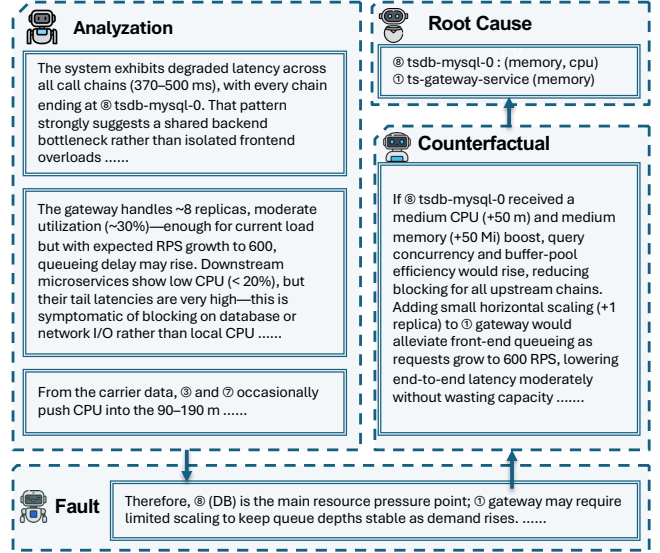 Analyzation
The system exhibits degraded latency across
all call chains (370–500 ms), with every chain
ending at ⑧ tsdb-mysql-0. That pattern
strongly suggests a shared backend
bottleneck rather than isolated frontend
overloads ......
The gateway handles ~8 replicas, moderate
utilization (~30%)—enough for current load
but with expected RPS growth to 600,
queueing delay may rise. Downstream
microservices show low CPU (< 20%), but
their tail latencies are very high—this is
symptomatic of blocking on database or
network I/O rather than local CPU ......
From the carrier data, ③ and ⑦ occasionally
push CPU into the 90–190 m ......
Fault
Therefore, ⑧ (DB) is the main resource pressure point; ① gateway may require
limited scaling to keep queue depths stable as demand rises. ......
Counterfactual
If ⑧ tsdb-mysql-0 received a
medium CPU (+50 m) and medium
memory (+50 Mi) boost, query
concurrency and buffer-pool
efficiency would rise, reducing
blocking for all upstream chains.
Adding small horizontal scaling (+1
replica) to ① gateway would
alleviate front-end queueing as
requests grow to 600 RPS, lowering
end-to-end latency moderately
without wasting capacity .......
Root Cause
⑧ tsdb-mysql-0 : (memory, cpu)
① ts-gateway-service (memory)